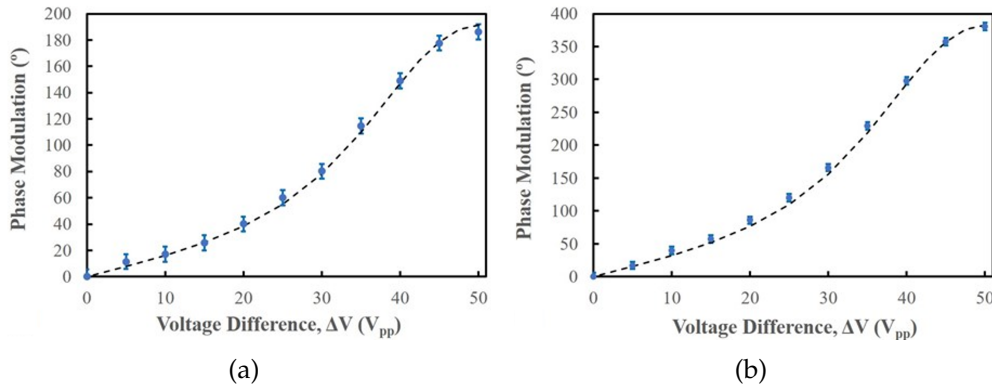 Phase Modulation (º)
200
180
160
140
120
100
80
60
40
20
0
0 10 20 30 40 50
Voltage Difference, ΔV (Vpp)
(a)
Phase Modulation (º)
400
350
300
250
200
150
100
50
0
0 10 20 30 40 50
Voltage Difference, ΔV (Vpp)
(b)